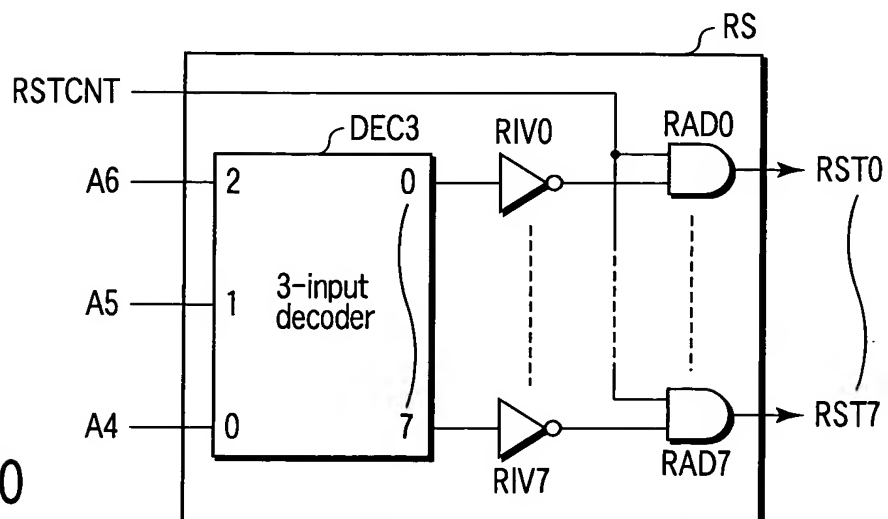 RS
RSTCNT
DEC3
RIV0
RAD0
A6
2
0
RST0
A5
1
3-input
decoder
A4
0
7
RST7
RIV7
RAD7
0